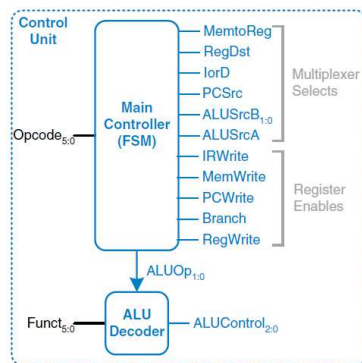 Control
Unit
MemtoReg
RegDst
IorD
PCSrc
ALUSrcB1:0
ALUSrcA
Multiplexer
Selects
Main
Controller
(FSM)
Opcode5:0
IRWrite
MemWrite
PCWrite
Branch
RegWrite
Register
Enables
ALUOp1:0
Funct5:0
ALU
Decoder
ALUControl2:0